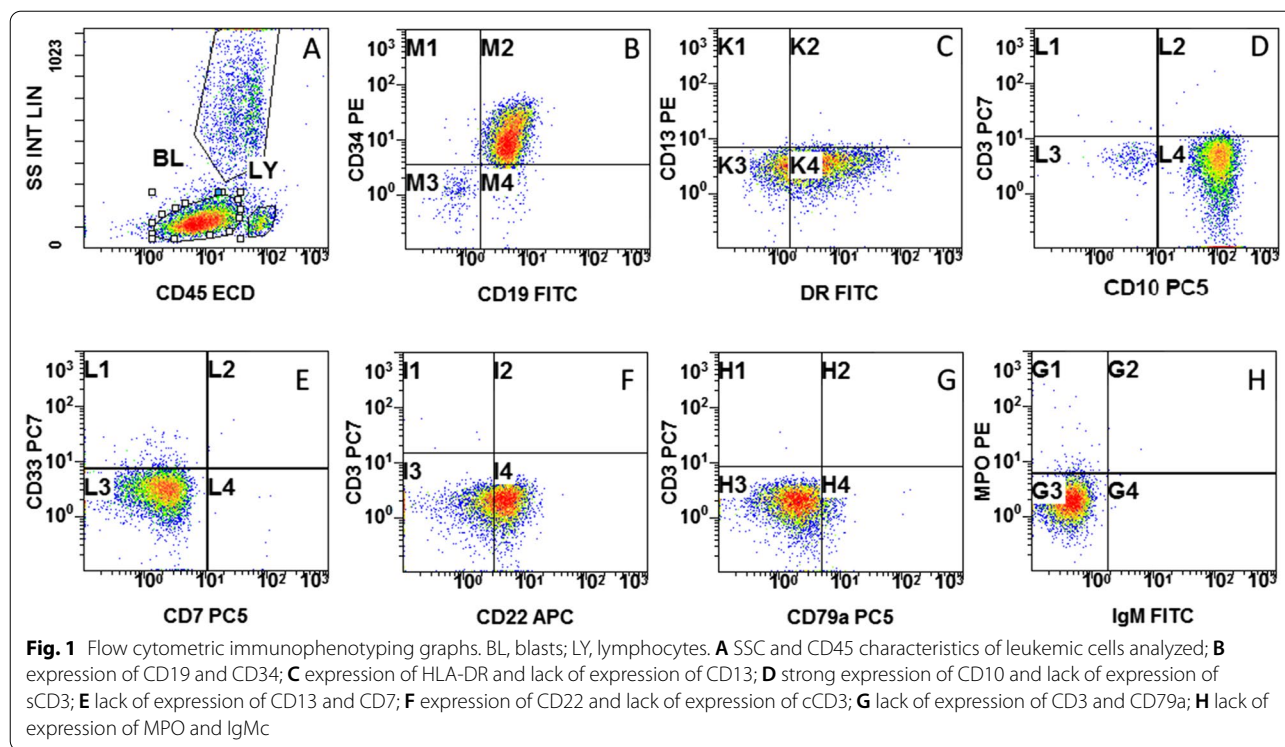 A
SS INT LIN
1023
0
BL
LY
10⁰ 10¹ 10² 10³
CD45 ECD
B
M1 M2
M3 M4
CD34 PE
10³
10²
10¹
10⁰
10⁰ 10¹ 10² 10³
CD19 FITC
C
K1 K2
K3 K4
CD13 PE
10³
10²
10¹
10⁰
10⁰ 10¹ 10² 10³
DR FITC
D
L1 L2
L3 L4
CD3 PC7
10³
10²
10¹
10⁰
10⁰ 10¹ 10² 10³
CD10 PC5
E
L1 L2
L3 L4
CD33 PC7
10³
10²
10¹
10⁰
10⁰ 10¹ 10² 10³
CD7 PC5
F
I1 I2
I3 I4
CD3 PC7
10³
10²
10¹
10⁰
10⁰ 10¹ 10² 10³
CD22 APC
G
H1 H2
H3 H4
CD3 PC7
10³
10²
10¹
10⁰
10⁰ 10¹ 10² 10³
CD79a PC5
H
G1 G2
G3 G4
MPO PE
10³
10²
10¹
10⁰
10⁰ 10¹ 10² 10³
IgM FITC
Fig. 1 Flow cytometric immunophenotyping graphs. BL, blasts; LY, lymphocytes. A SSC and CD45 characteristics of leukemic cells analyzed; B
expression of CD19 and CD34; C expression of HLA-DR and lack of expression of CD13; D strong expression of CD10 and lack of expression of
sCD3; E lack of expression of CD13 and CD7; F expression of CD22 and lack of expression of cCD3; G lack of expression of CD3 and CD79a; H lack of
expression of MPO and IgMc